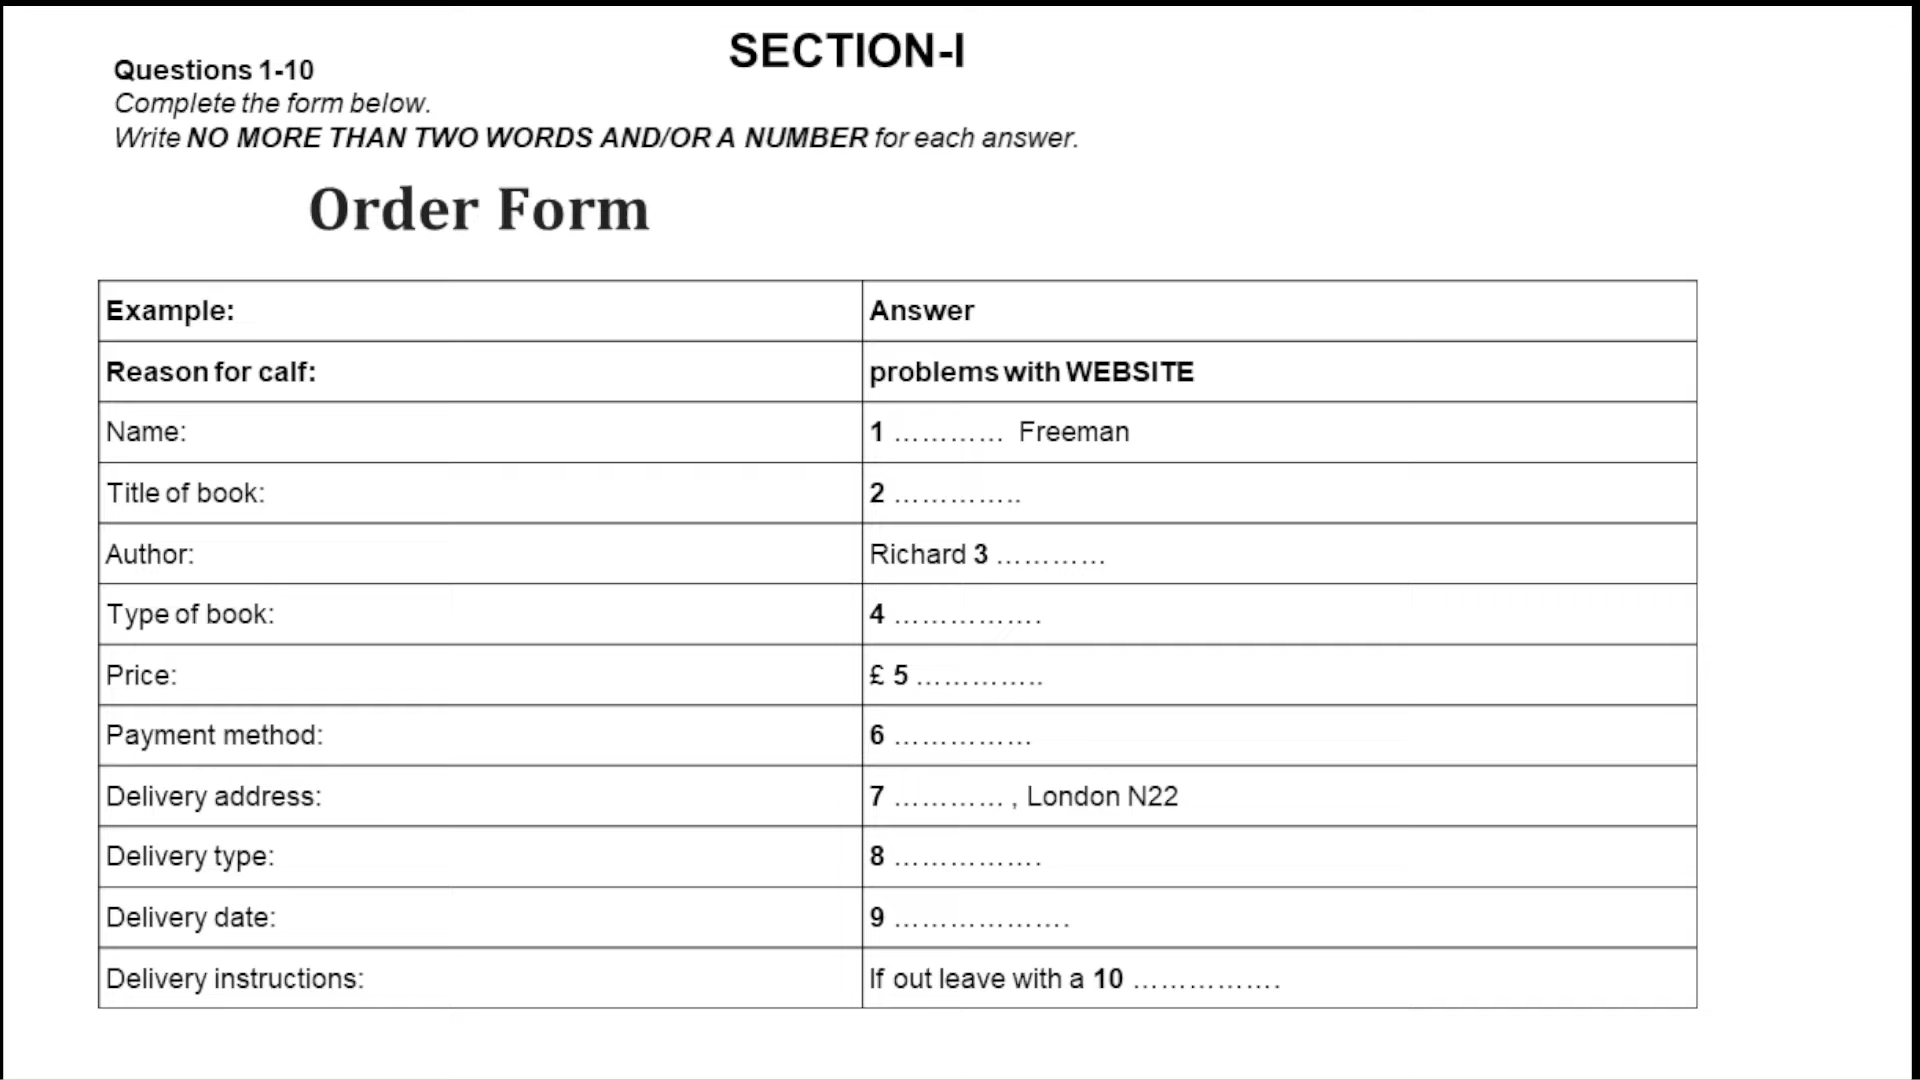 SECTION-I
Questions 1-10
Complete the form below.
Write NO MORE THAN TWO WORDS AND/OR A NUMBER for each answer.
Order Form
Example: Answer
Reason for calf: problems with WEBSITE
Name: 1 ………… Freeman
Title of book: 2 …………..
Author: Richard 3 …………
Type of book: 4 …………….
Price: £ 5 …………..
Payment method: 6 ……………
Delivery address: 7 ………… , London N22
Delivery type: 8 …………….
Delivery date: 9 ……………….
Delivery instructions: If out leave with a 10 …………….